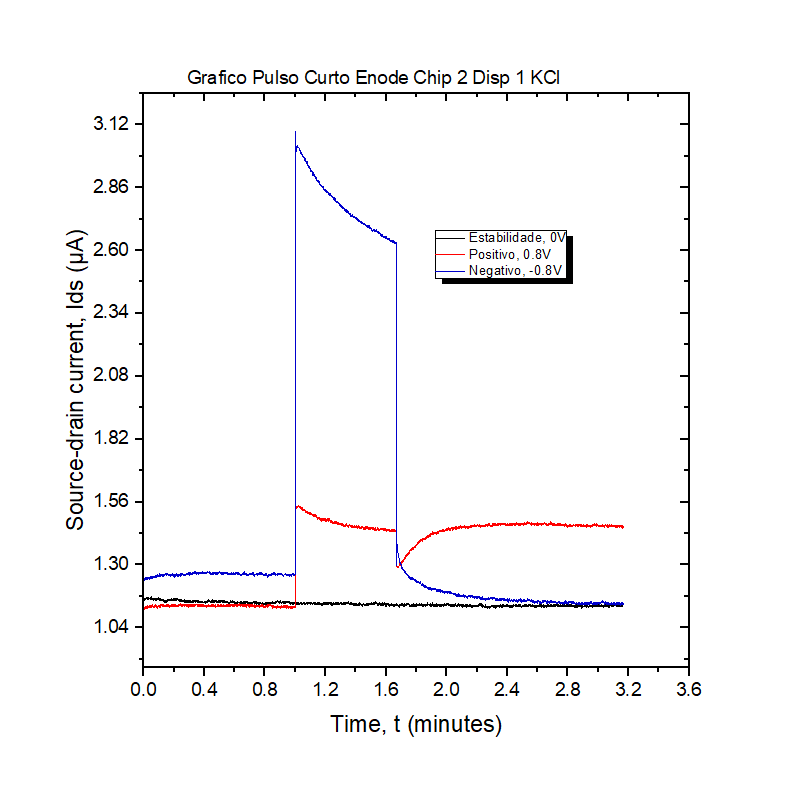 Grafico Pulso Curto Enode Chip 2 Disp 1 KCl
3.12
2.86
2.60
2.34
2.08
1.82
1.56
1.30
1.04
Source-drain current, Ids (µA)
Estabilidade, 0V
Positivo, 0.8V
Negativo, -0.8V
0.0 0.4 0.8 1.2 1.6 2.0 2.4 2.8 3.2 3.6
Time, t (minutes)